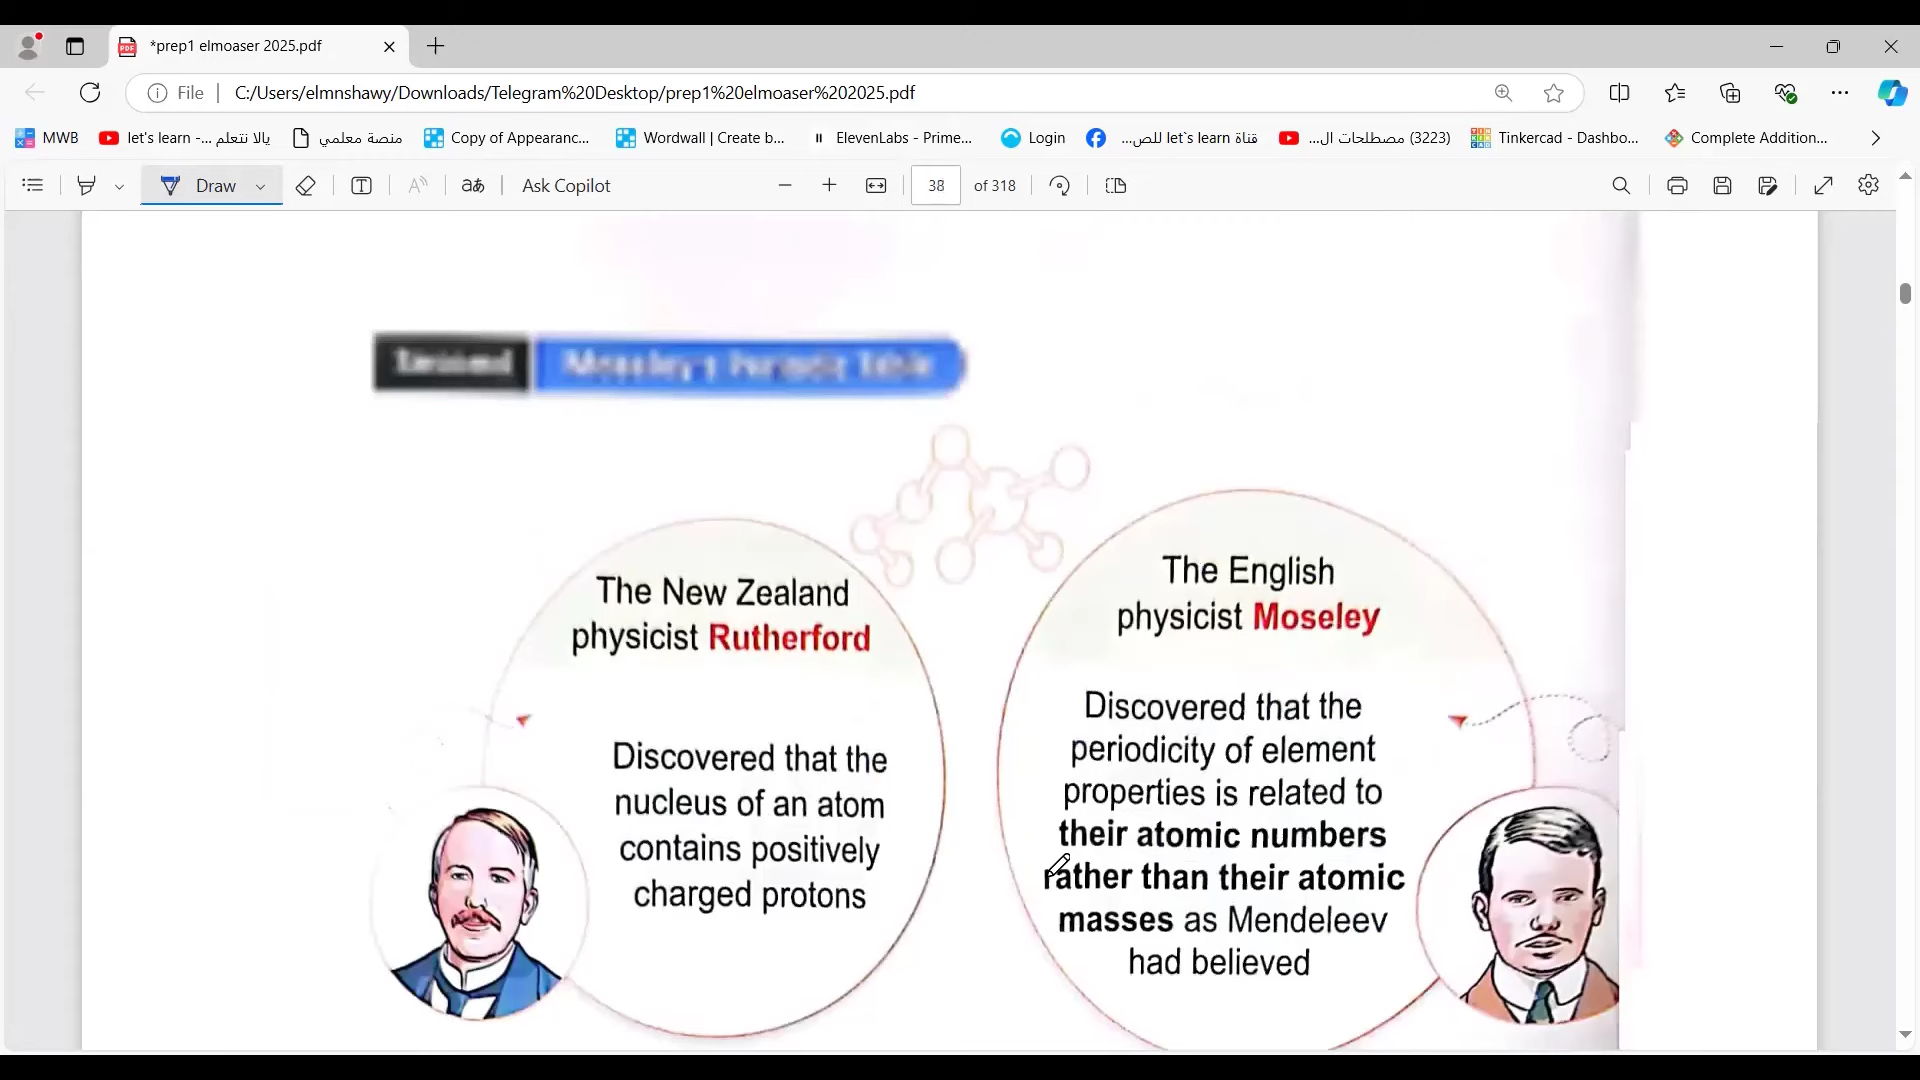 *prep1 elmoaser 2025.pdf
File
C:/Users/elmnshawy/Downloads/Telegram%20Desktop/prep1%20elmoaser%202025.pdf
MWB
let's learn -... يالا نتعلم
منصة معلمي
Copy of Appearanc...
Wordwall | Create b...
ElevenLabs - Prime...
Login
قناة let`s learn للص...
(3223) مصطلحات ال...
Tinkercad - Dashbo...
Complete Addition...
Draw
Ask Copilot
38
of 318
Second
Moseley's Periodic Table
The New Zealand
physicist Rutherford
Discovered that the
nucleus of an atom
contains positively
charged protons
The English
physicist Moseley
Discovered that the
periodicity of element
properties is related to
their atomic numbers
rather than their atomic
masses as Mendeleev
had believed